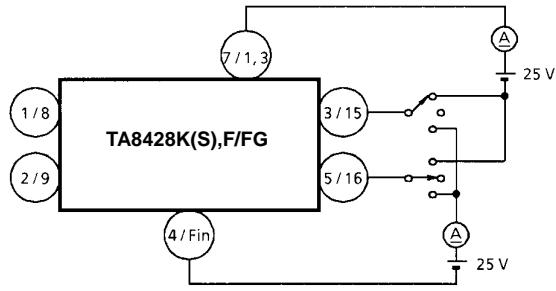 A
7 / 1, 3
25 V
1 / 8
3 / 15
TA8428K(S),F/FG
2 / 9
5 / 16
4 / Fin
A
25 V